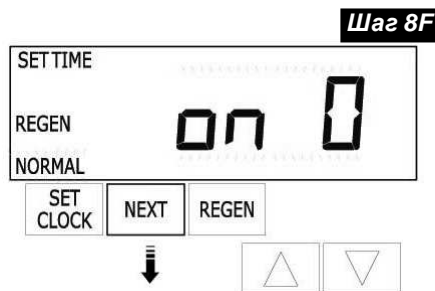 Шаг 8F
SET TIME
REGEN on 0
NORMAL
SET CLOCK NEXT REGEN